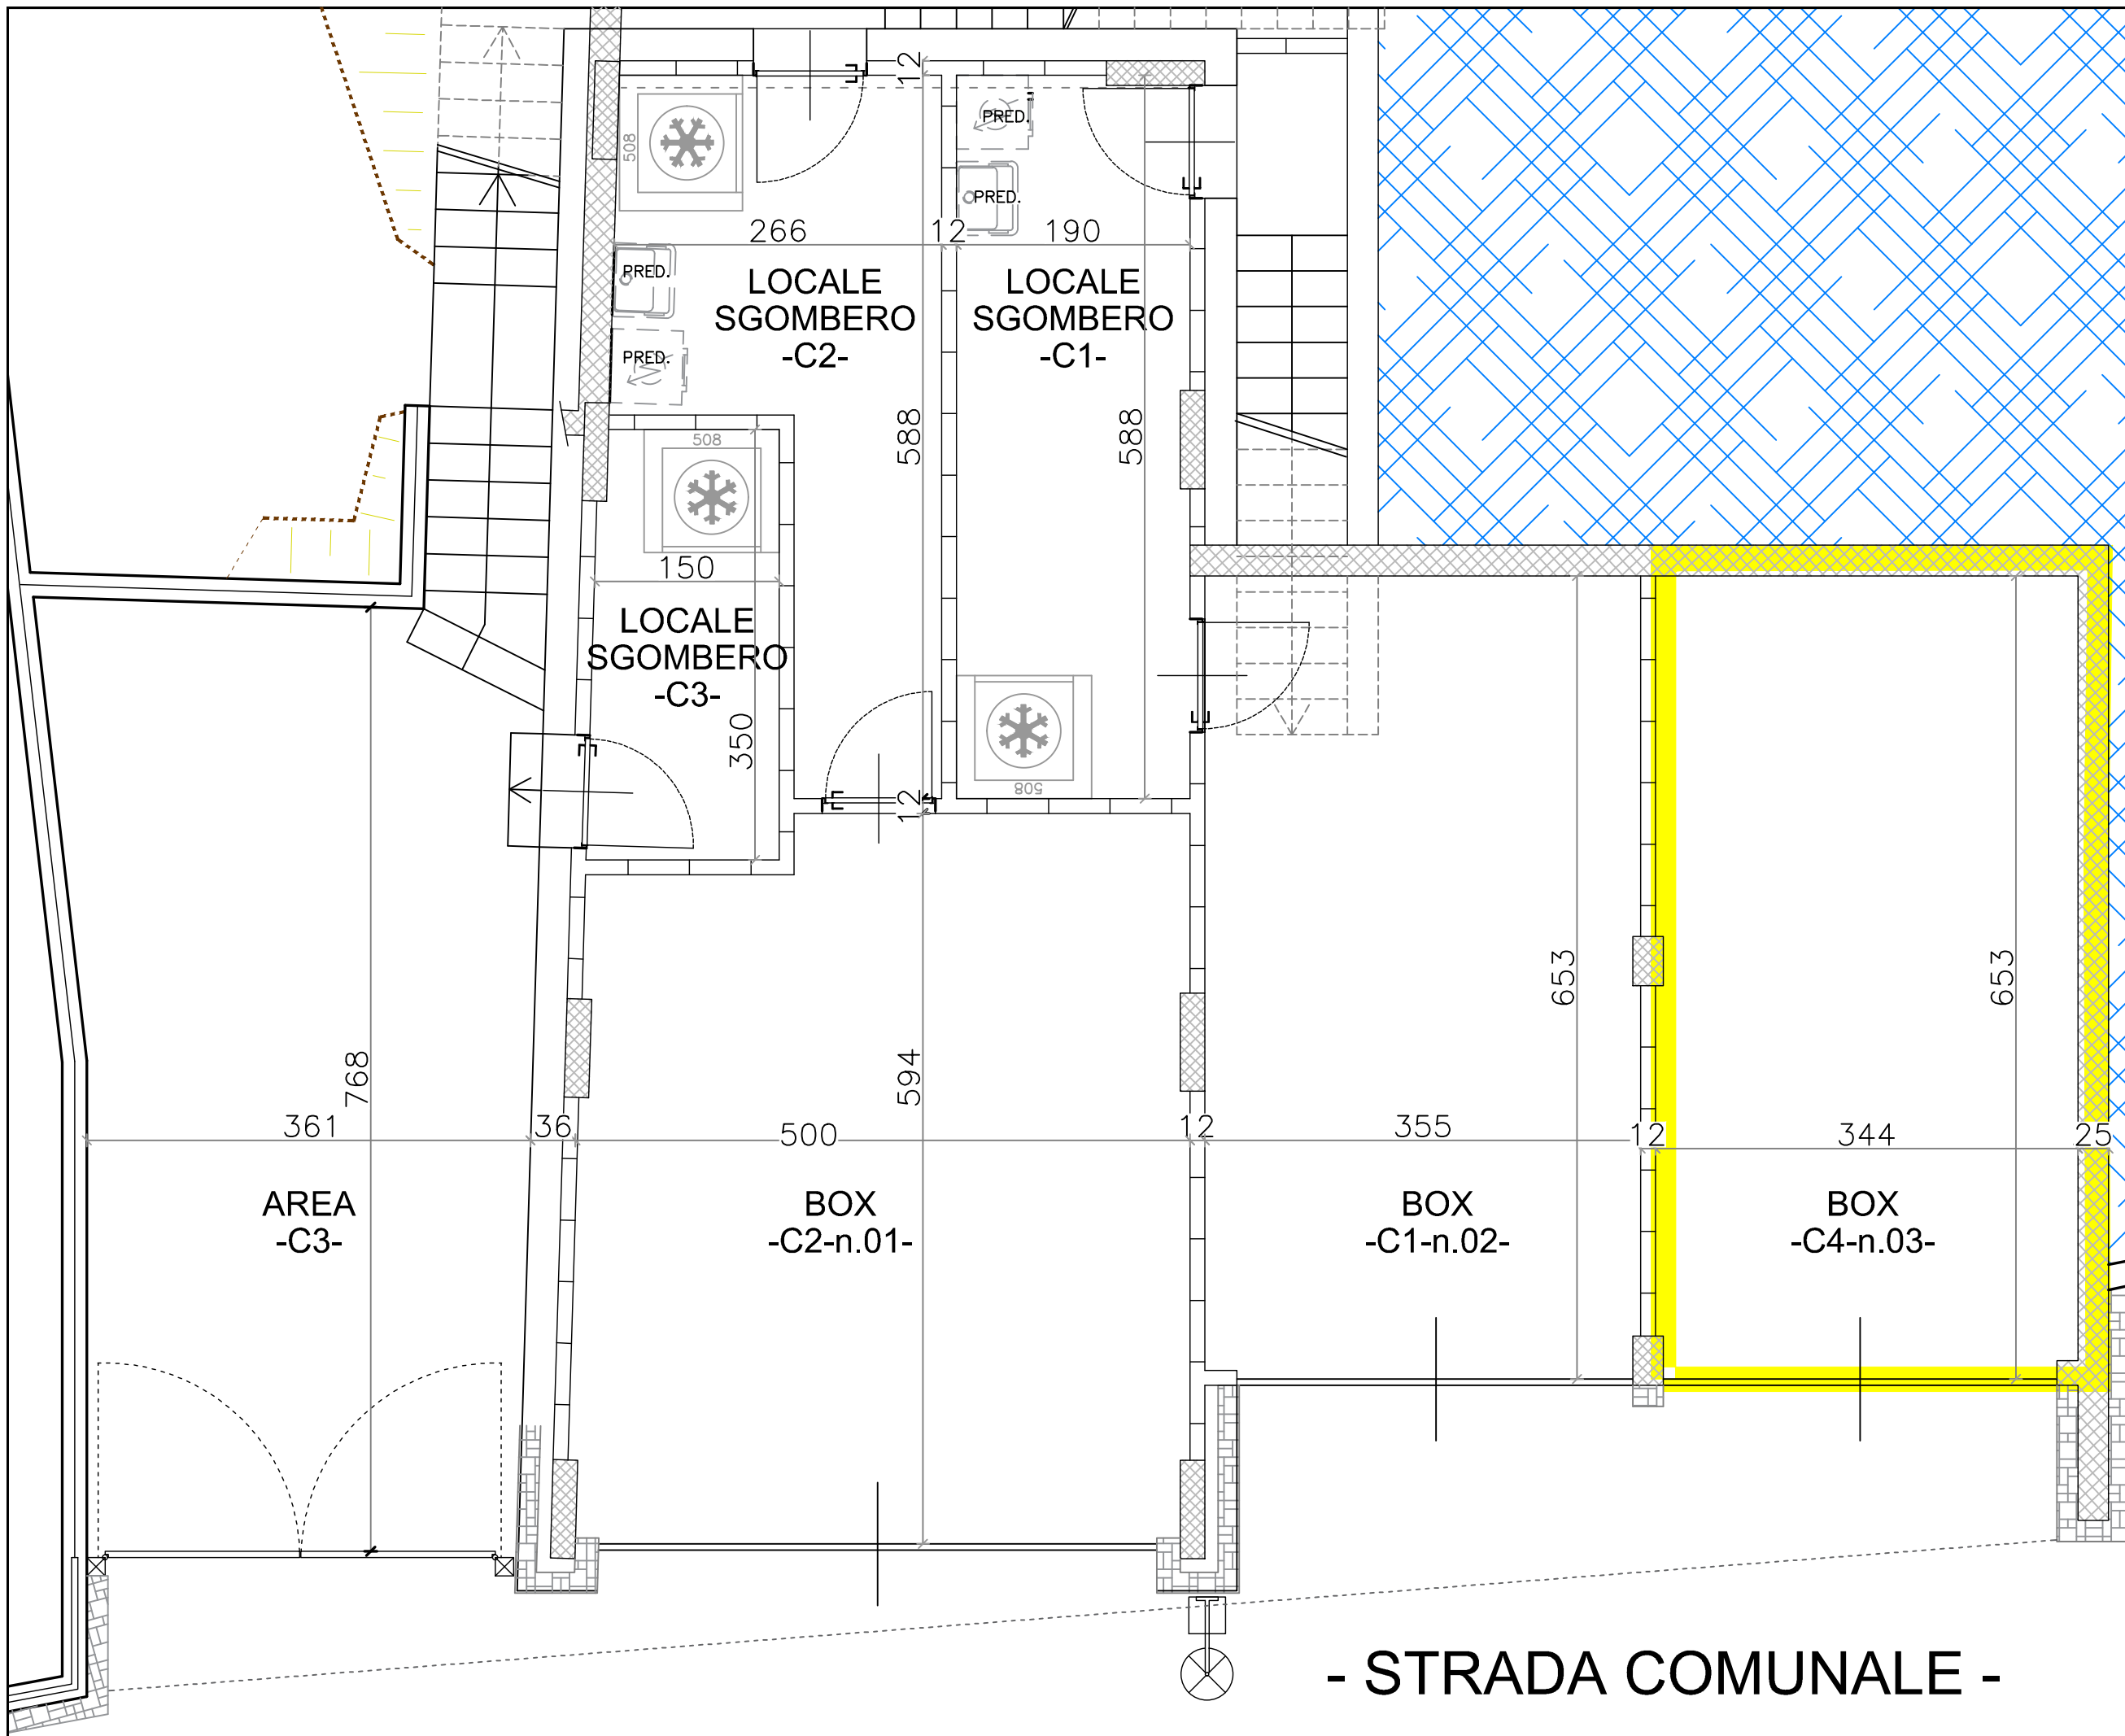 12
508
PRED.
PRED.
266
12
190
PRED.
LOCALE
SGOMBERO
-C2-
LOCALE
SGOMBERO
-C1-
PRED.
588
588
508
150
LOCALE
SGOMBERO
-C3-
350
12
508
653
653
768
594
361
36
500
12
355
12
344
25
AREA
-C3-
BOX
-C2-n.01-
BOX
-C1-n.02-
BOX
-C4-n.03-
- STRADA COMUNALE -